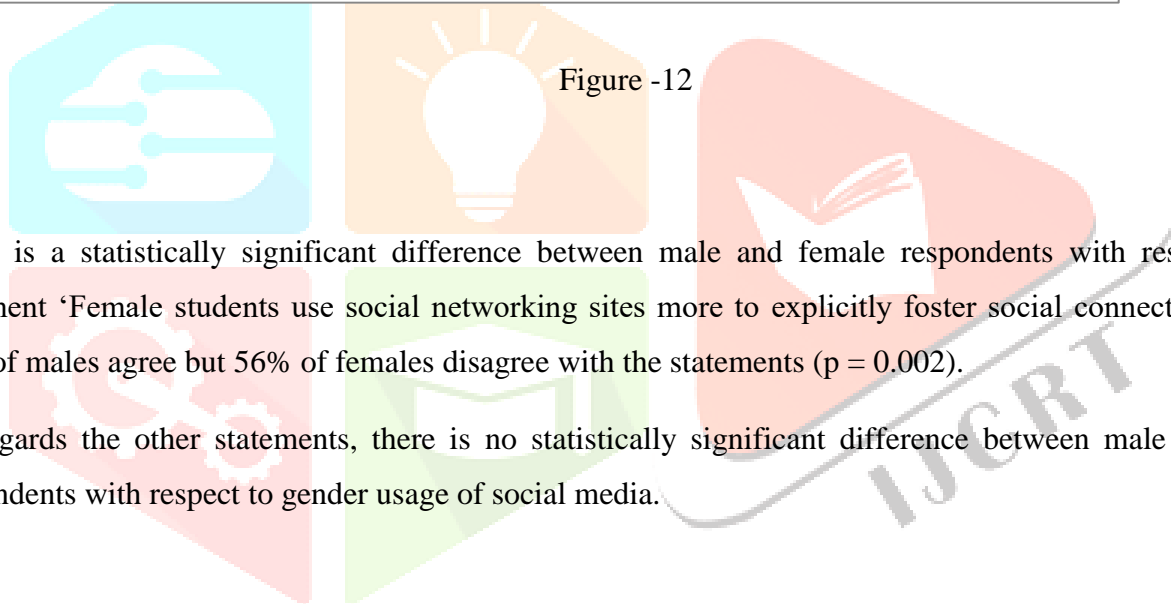 Figure -12
is a statistically significant difference between male and female respondents with res
ent ‘Female students use social networking sites more to explicitly foster social connect
of males agree but 56% of females disagree with the statements (p = 0.002).
gards the other statements, there is no statistically significant difference between male
ndents with respect to gender usage of social media.
IJCRT